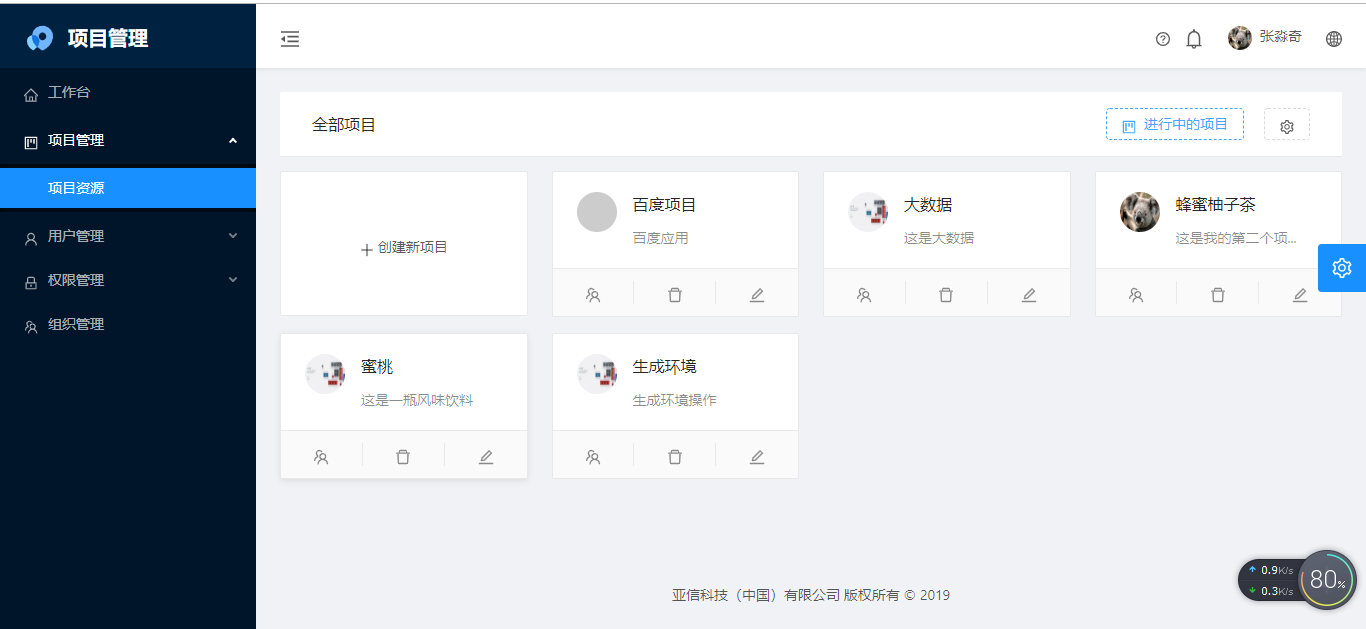 项目管理
张淼奇
工作台
项目管理
项目资源
用户管理
权限管理
组织管理
全部项目
进行中的项目
创建新项目
百度项目
百度应用
大数据
这是大数据
蜂蜜柚子茶
这是我的第二个项...
蜜桃
这是一瓶风味饮料
生成环境
生成环境操作
0.9K/s
0.3K/s
80%
亚信科技（中国）有限公司 版权所有 © 2019